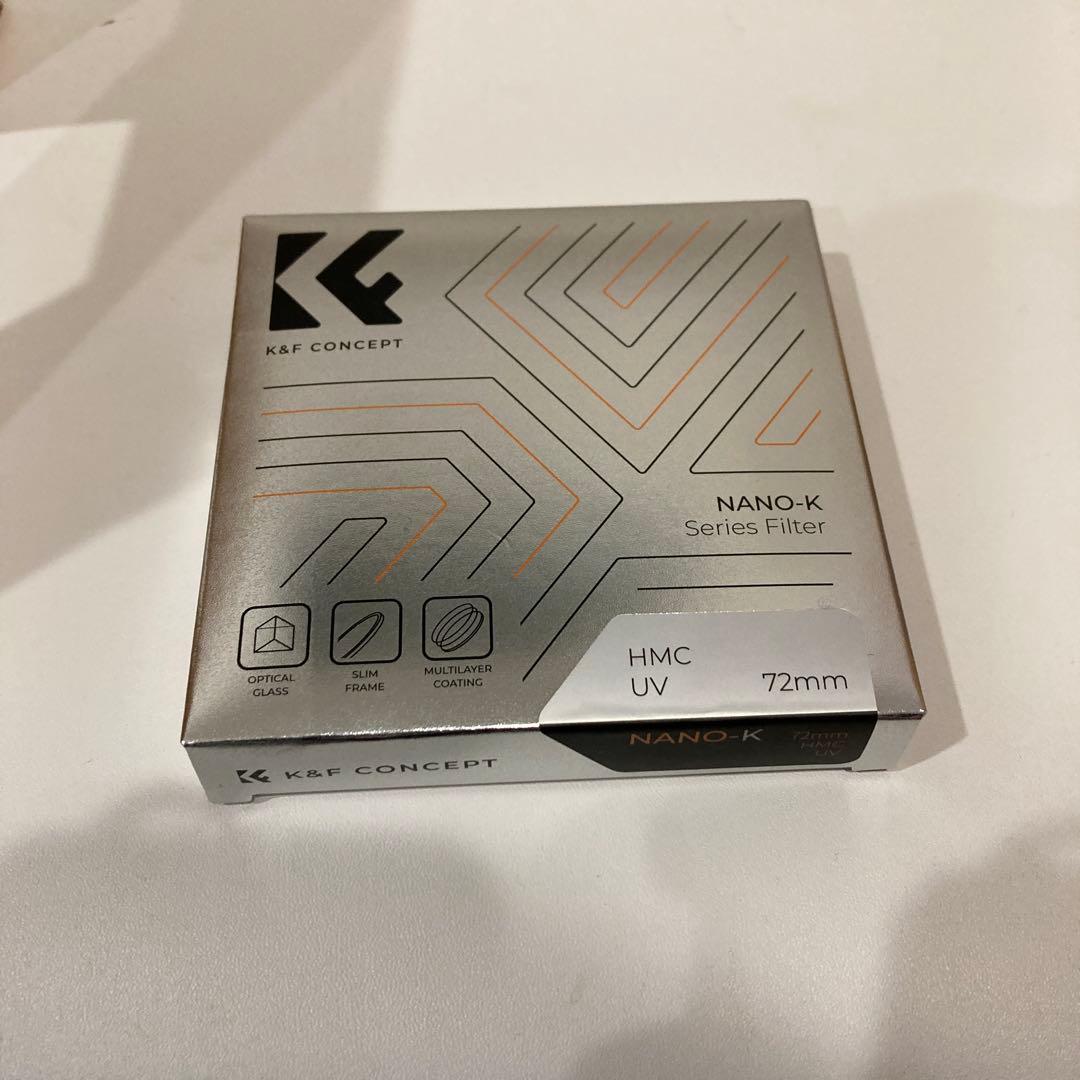 K&F CONCEPT
NANO-K
Series Filter
OPTICAL
GLASS
SLIM
FRAME
MULTILAYER
COATING
HMC
UV
72mm
K&F CONCEPT
NANO-K
72mm
HMC
UV